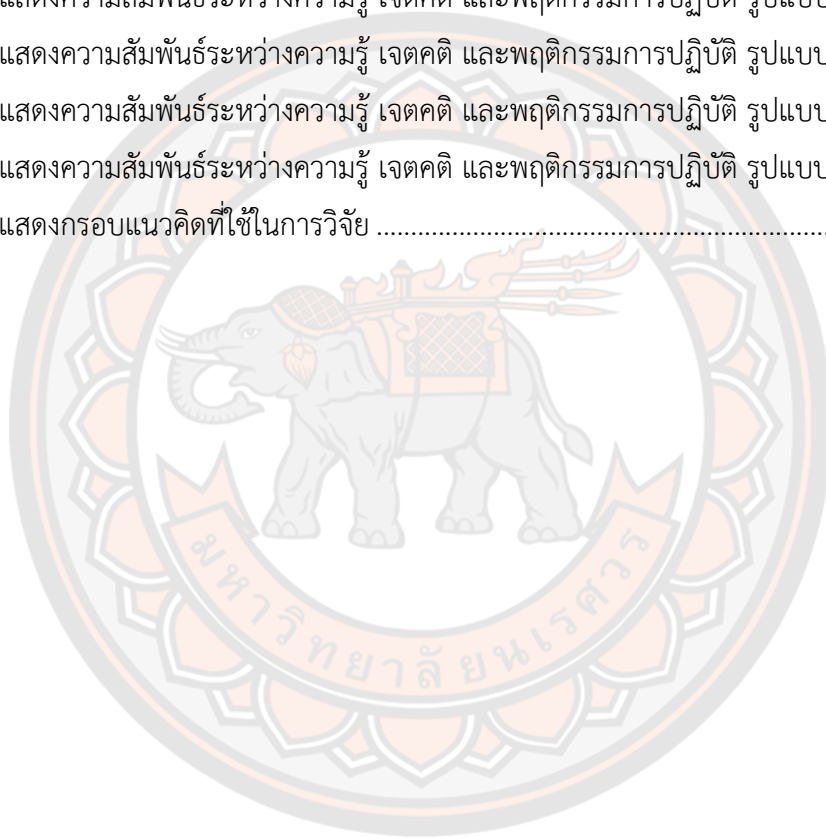 แสดงความสัมพันธ์ระหว่างความรู้ เจตคติ และพฤติกรรมการปฏิบัติ รูปแบบ
แสดงความสัมพันธ์ระหว่างความรู้ เจตคติ และพฤติกรรมการปฏิบัติ รูปแบบ
แสดงความสัมพันธ์ระหว่างความรู้ เจตคติ และพฤติกรรมการปฏิบัติ รูปแบบ
แสดงความสัมพันธ์ระหว่างความรู้ เจตคติ และพฤติกรรมการปฏิบัติ รูปแบบ
แสดงกรอบแนวคิดที่ใช้ในการวิจัย ......................................................................
มหาวิทยาลัยนเรศวร